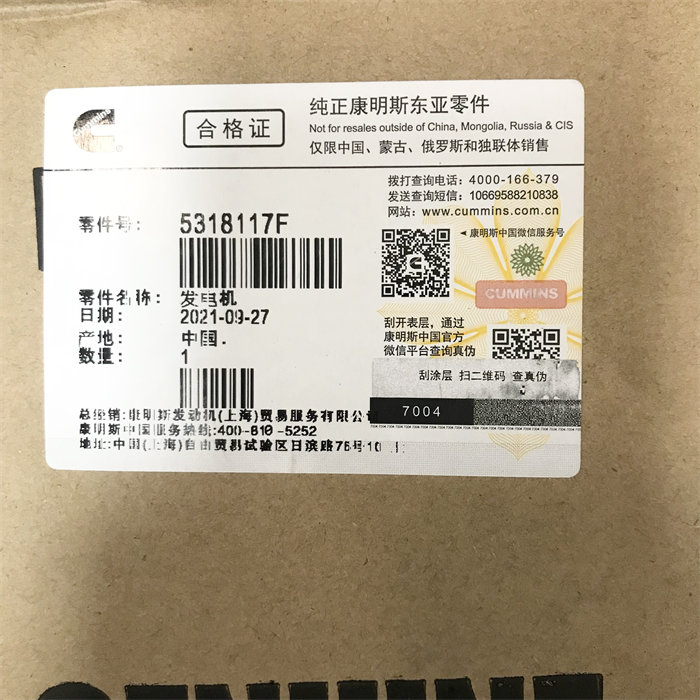 合格证
纯正康明斯东亚零件
Not for resales outside of China, Mongolia, Russia & CIS
仅限中国、蒙古、俄罗斯和独联体销售
拨打查询电话：4000-166-379
发送查询短信：10669588210838
网站：www.cummins.com.cn
零件号： 5318117F
康明斯中国微信服务号
CUMMINS
零件名称： 发电机
日期： 2021-09-27
产地： 中国.
数量： 1
刮开表层，通过
康明斯中国官方
微信平台查询真伪
刮涂层 扫二维码 查真伪
7004
总经销:康明斯发动机(上海)贸易服务有限公
康明斯中国服务热线:400-810-5252
地址:中国(上海)自由贸易试验区日滨路76号10
GENUINE